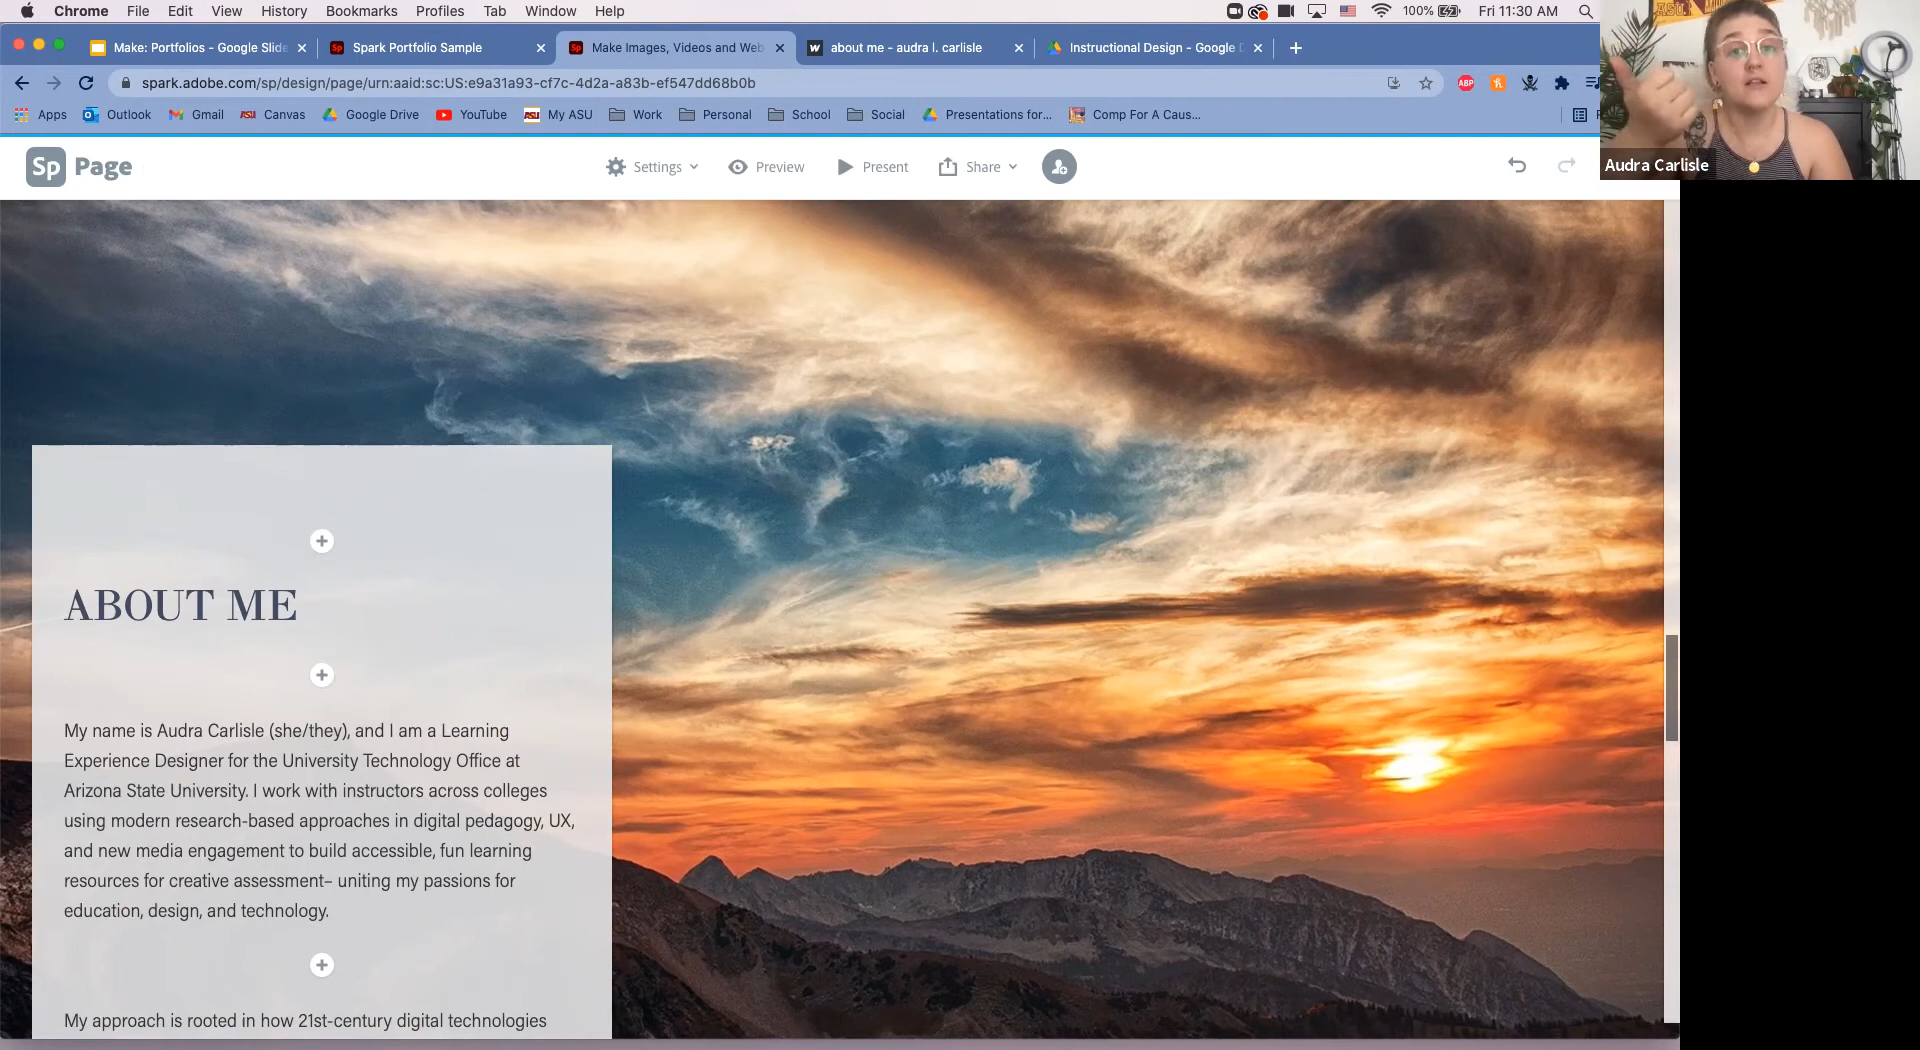 Chrome File Edit View History Bookmarks Profiles Tab Window Help 100% Fri 11:30 AM
Make: Portfolios - Google Slide Spark Portfolio Sample Make Images, Videos and Web about me - audra l. carlisle Instructional Design - Google D
spark.adobe.com/sp/design/page/urn:aaid:sc:US:e9a31a93-cf7c-4d2a-a83b-ef547dd68b0b ABP
Apps Outlook Gmail ASU Canvas Google Drive YouTube ASU My ASU Work Personal School Social Presentations for... Comp For A Caus...
Sp Page Settings Preview Present Share
Audra Carlisle
ABOUT ME
My name is Audra Carlisle (she/they), and I am a Learning
Experience Designer for the University Technology Office at
Arizona State University. I work with instructors across colleges
using modern research-based approaches in digital pedagogy, UX,
and new media engagement to build accessible, fun learning
resources for creative assessment– uniting my passions for
education, design, and technology.
My approach is rooted in how 21st-century digital technologies